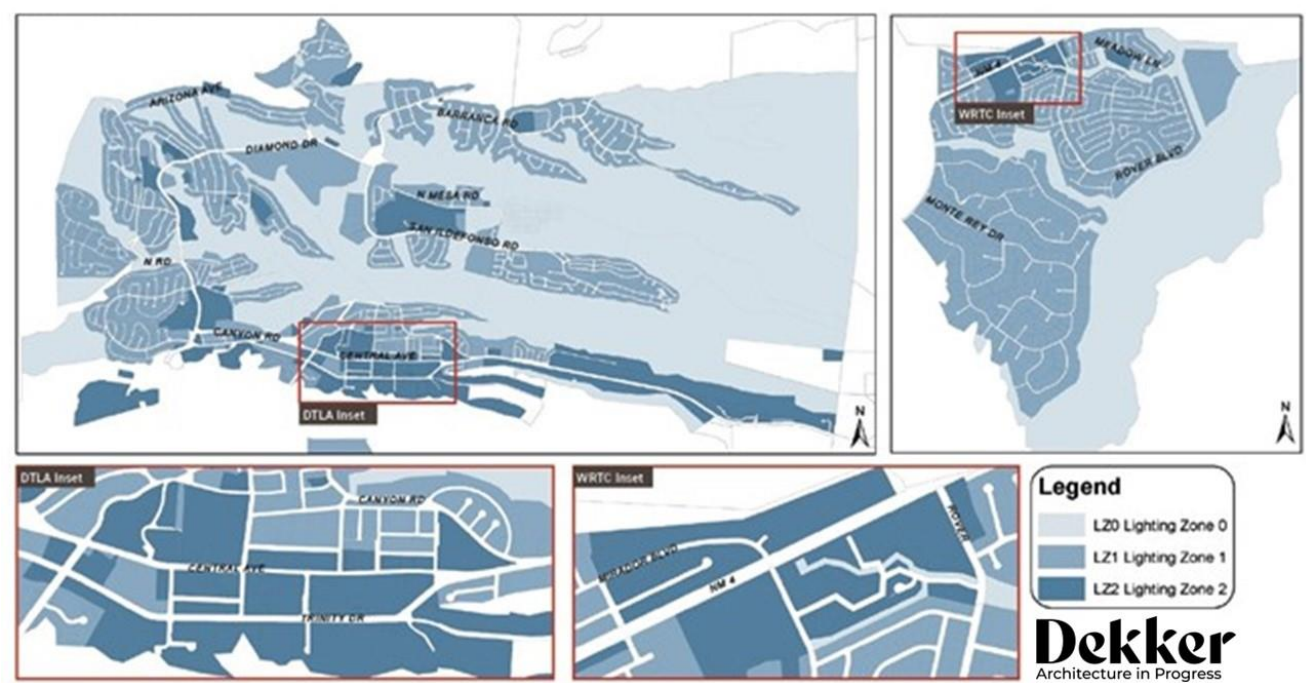 ARIZONA AVE
BARRANCA RD
DIAMOND DR
N MESA RD
SAN ILDEFONSO RD
N RD
CANYON RD
CENTRAL AVE
DTLA Inset
N
NM 4
MEADOW LN
WRTC Inset
ROVER BLVD
MONTE REY DR
N
DTLA Inset
CANYON RD
CENTRAL AVE
TRINITY DR
WRTC Inset
ROVER
MIRADOR BLVD
NM 4
Legend
LZ0 Lighting Zone 0
LZ1 Lighting Zone 1
LZ2 Lighting Zone 2
Dekker
Architecture in Progress